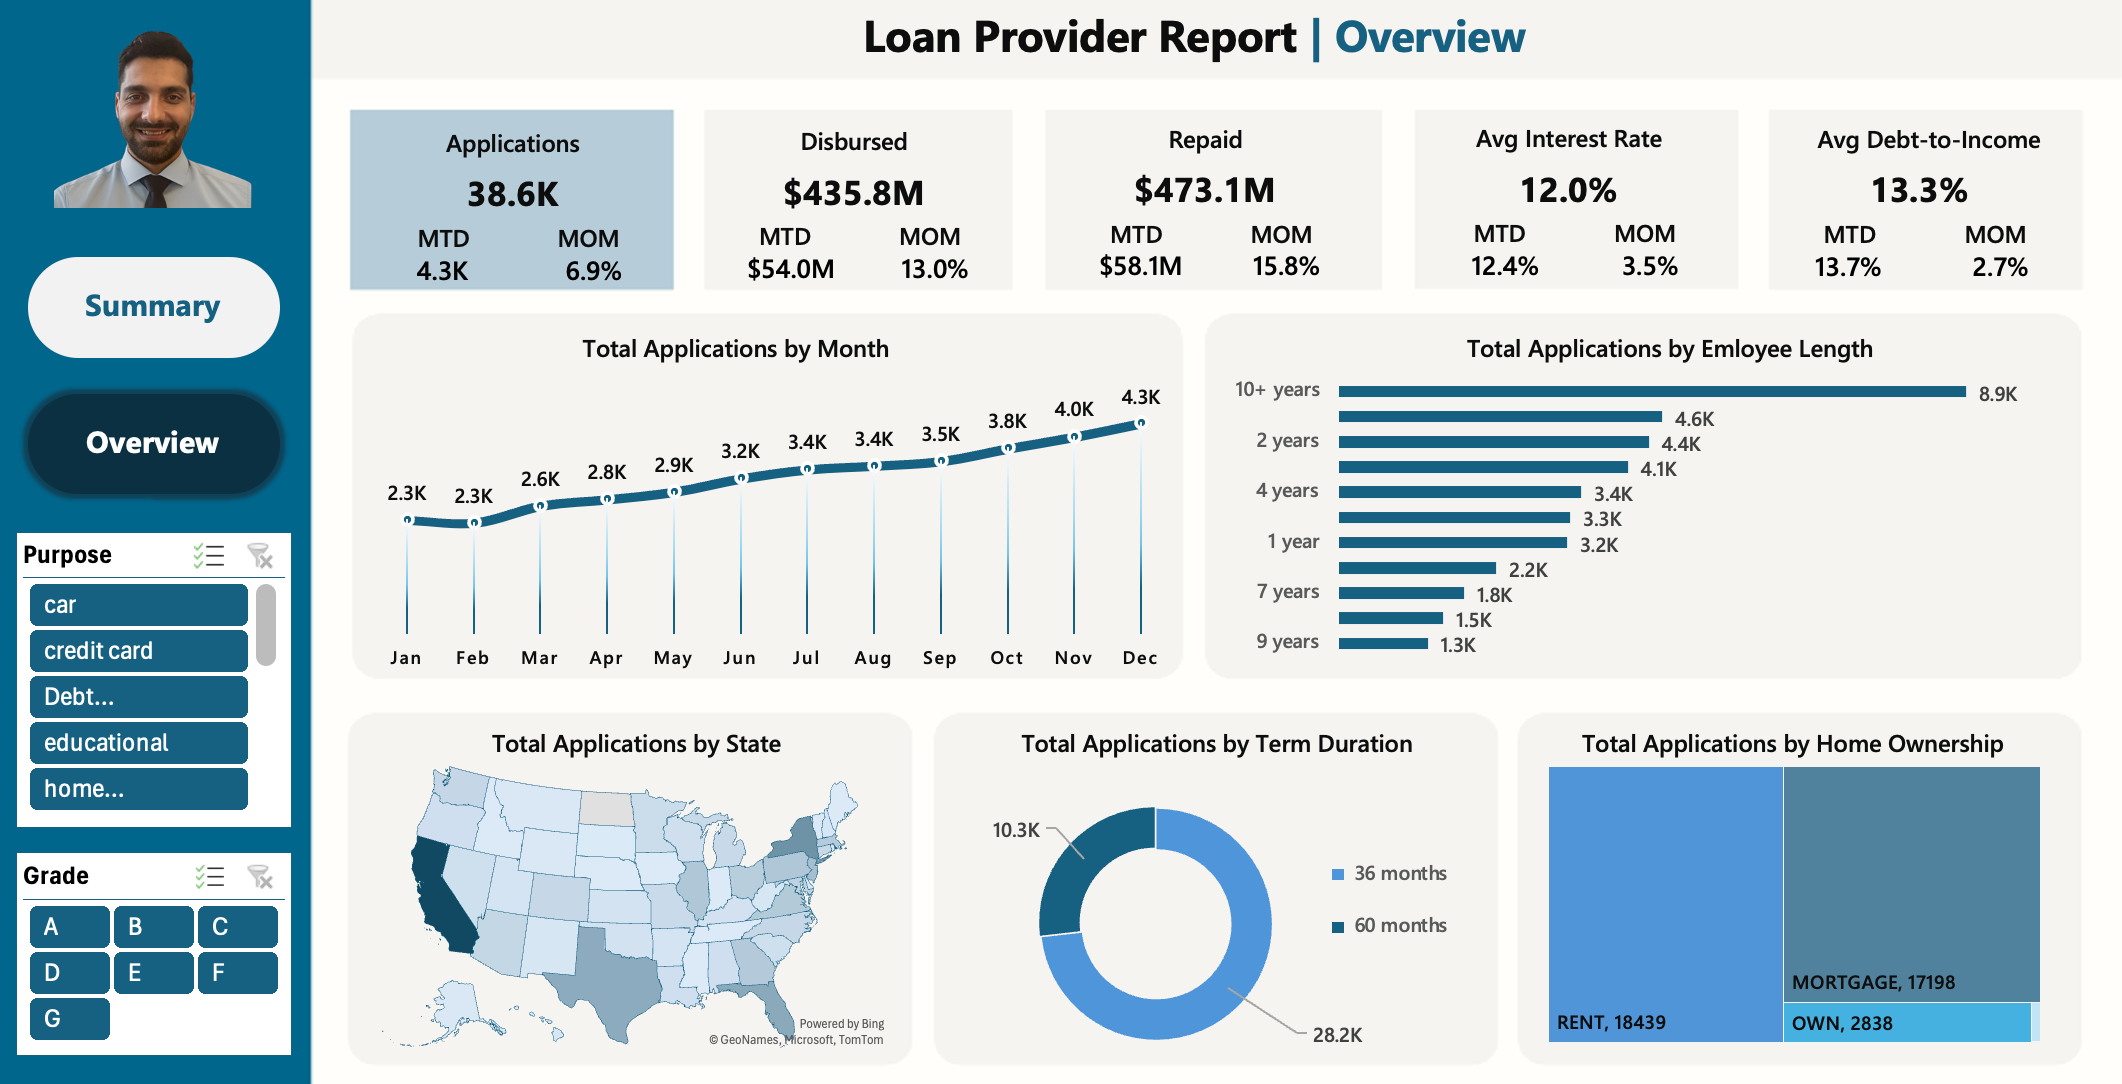 Loan Provider Report | Overview
Summary
Overview
Purpose
car
credit card
Debt...
educational
home...
Grade
A B C
D E F
G
Applications
38.6K
MTD MOM
4.3K 6.9%
Disbursed
$435.8M
MTD MOM
$54.0M 13.0%
Repaid
$473.1M
MTD MOM
$58.1M 15.8%
Avg Interest Rate
12.0%
MTD MOM
12.4% 3.5%
Avg Debt-to-Income
13.3%
MTD MOM
13.7% 2.7%
Total Applications by Month
2.3K 2.3K 2.6K 2.8K 2.9K 3.2K 3.4K 3.4K 3.5K 3.8K 4.0K 4.3K
Jan Feb Mar Apr May Jun Jul Aug Sep Oct Nov Dec
Total Applications by Emloyee Length
10+ years 8.9K
4.6K
2 years 4.4K
4.1K
4 years 3.4K
3.3K
1 year 3.2K
2.2K
7 years 1.8K
1.5K
9 years 1.3K
Total Applications by State
Powered by Bing
© GeoNames, Microsoft, TomTom
Total Applications by Term Duration
10.3K
36 months
60 months
28.2K
Total Applications by Home Ownership
MORTGAGE, 17198
RENT, 18439
OWN, 2838